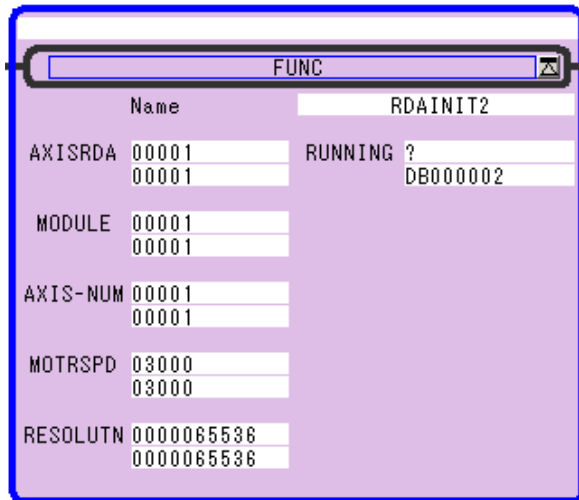 FUNC
Name RDAINIT2
AXISRDA 00001 RUNNING ?
00001 DB000002
MODULE 00001
00001
AXIS-NUM 00001
00001
MOTRSPD 03000
03000
RESOLUTN 0000065536
0000065536